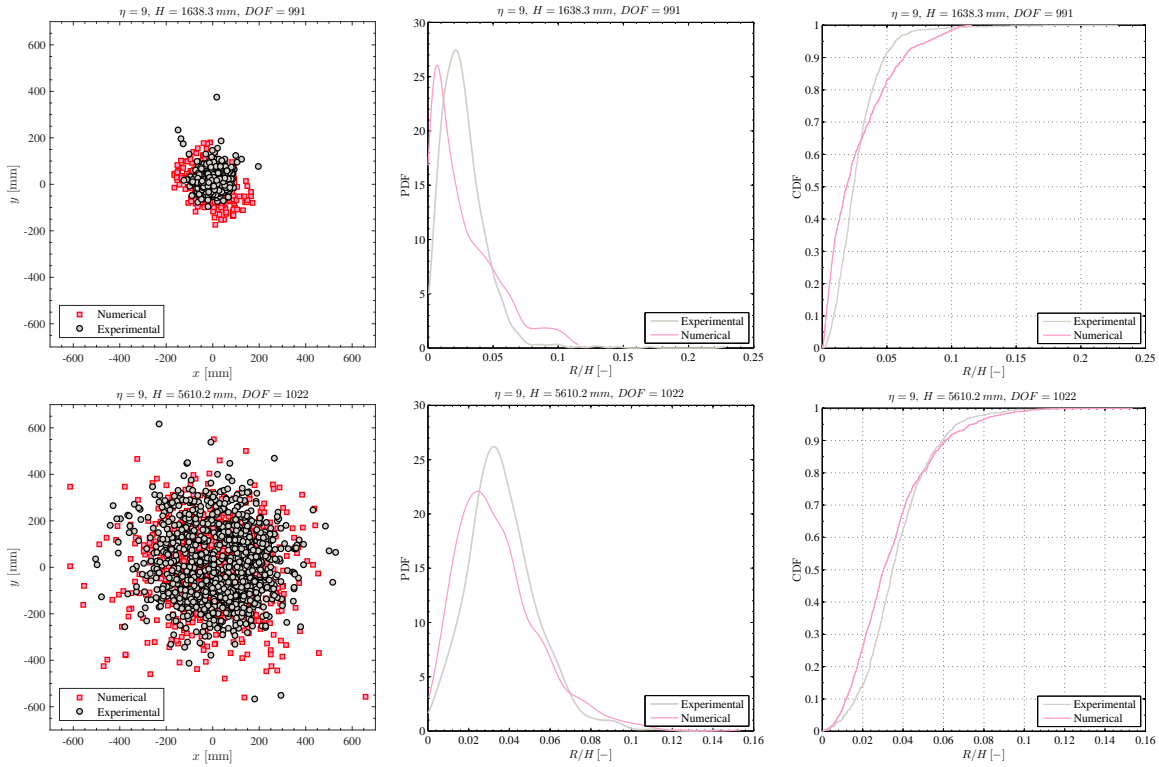 η = 9, H = 1638.3 mm, DOF = 991
600
400
200
0
-200
-400
-600
y [mm]
-600 -400 -200 0 200 400 600
x [mm]
Numerical
Experimental
30
25
20
15
10
5
0
PDF
η = 9, H = 1638.3 mm, DOF = 991
0 0.05 0.1 0.15 0.2 0.25
R/H [−]
Experimental
Numerical
η = 9, H = 1638.3 mm, DOF = 991
1
0.9
0.8
0.7
0.6
0.5
0.4
0.3
0.2
0.1
0
CDF
0 0.05 0.1 0.15 0.2 0.25
R/H [−]
Experimental
Numerical
η = 9, H = 5610.2 mm, DOF = 1022
600
400
200
0
-200
-400
-600
y [mm]
-600 -400 -200 0 200 400 600
x [mm]
Numerical
Experimental
η = 9, H = 5610.2 mm, DOF = 1022
30
25
20
15
10
5
0
PDF
0 0.02 0.04 0.06 0.08 0.1 0.12 0.14 0.16
R/H [−]
Experimental
Numerical
η = 9, H = 5610.2 mm, DOF = 1022
1
0.9
0.8
0.7
0.6
0.5
0.4
0.3
0.2
0.1
0
CDF
0 0.02 0.04 0.06 0.08 0.1 0.12 0.14 0.16
R/H [−]
Experimental
Numerical